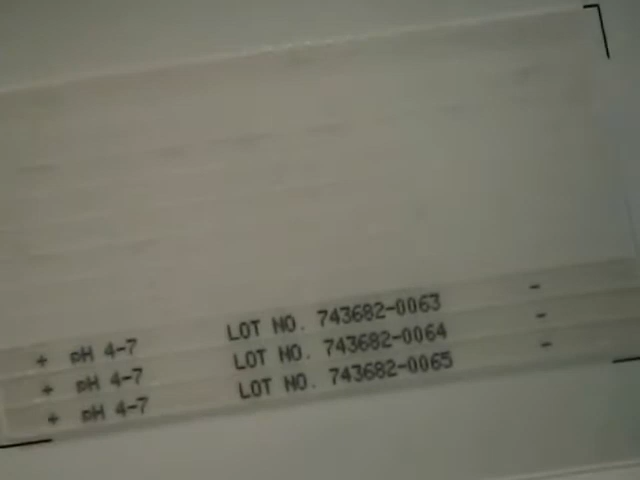 + pH 4-7 LOT NO. 743682-0063 -
+ pH 4-7 LOT NO. 743682-0064 -
+ pH 4-7 LOT NO. 743682-0065 -